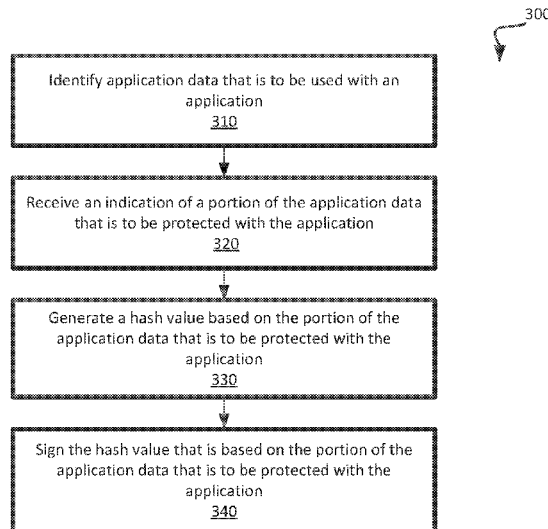 300
Identify application data that is to be used with an
application
310
Receive an indication of a portion of the application data
that is to be protected with the application
320
Generate a hash value based on the portion of the
application data that is to be protected with the
application
330
Sign the hash value that is based on the portion of the
application data that is to be protected with the
application
340